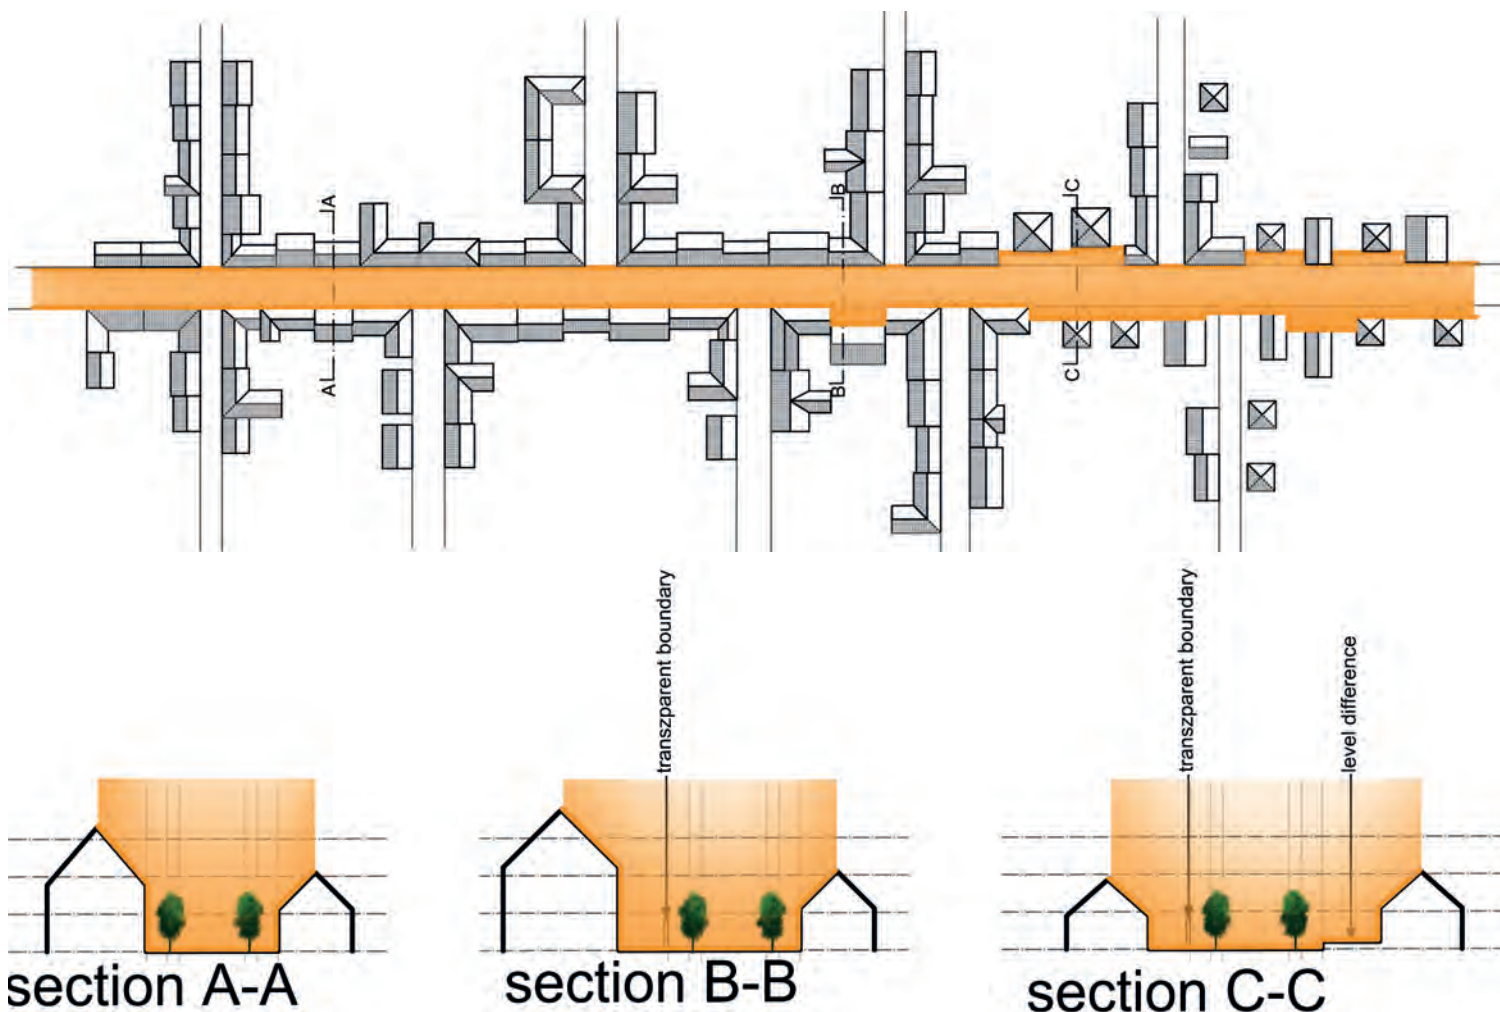 A
B
C
A
B
C
transzparent boundary
transzparent boundary
level difference
section A-A
section B-B
section C-C